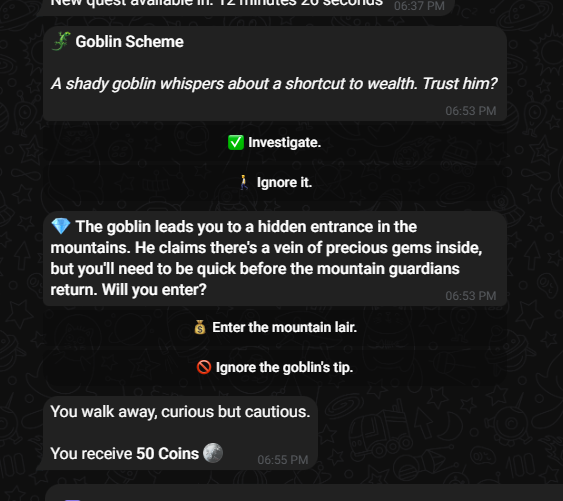 New quest available in: 12 minutes 26 seconds 06:37 PM
Goblin Scheme
A shady goblin whispers about a shortcut to wealth. Trust him?
06:53 PM
Investigate.
Ignore it.
The goblin leads you to a hidden entrance in the
mountains. He claims there's a vein of precious gems inside,
but you'll need to be quick before the mountain guardians
return. Will you enter?
06:53 PM
Enter the mountain lair.
Ignore the goblin's tip.
You walk away, curious but cautious.
You receive 50 Coins
06:55 PM